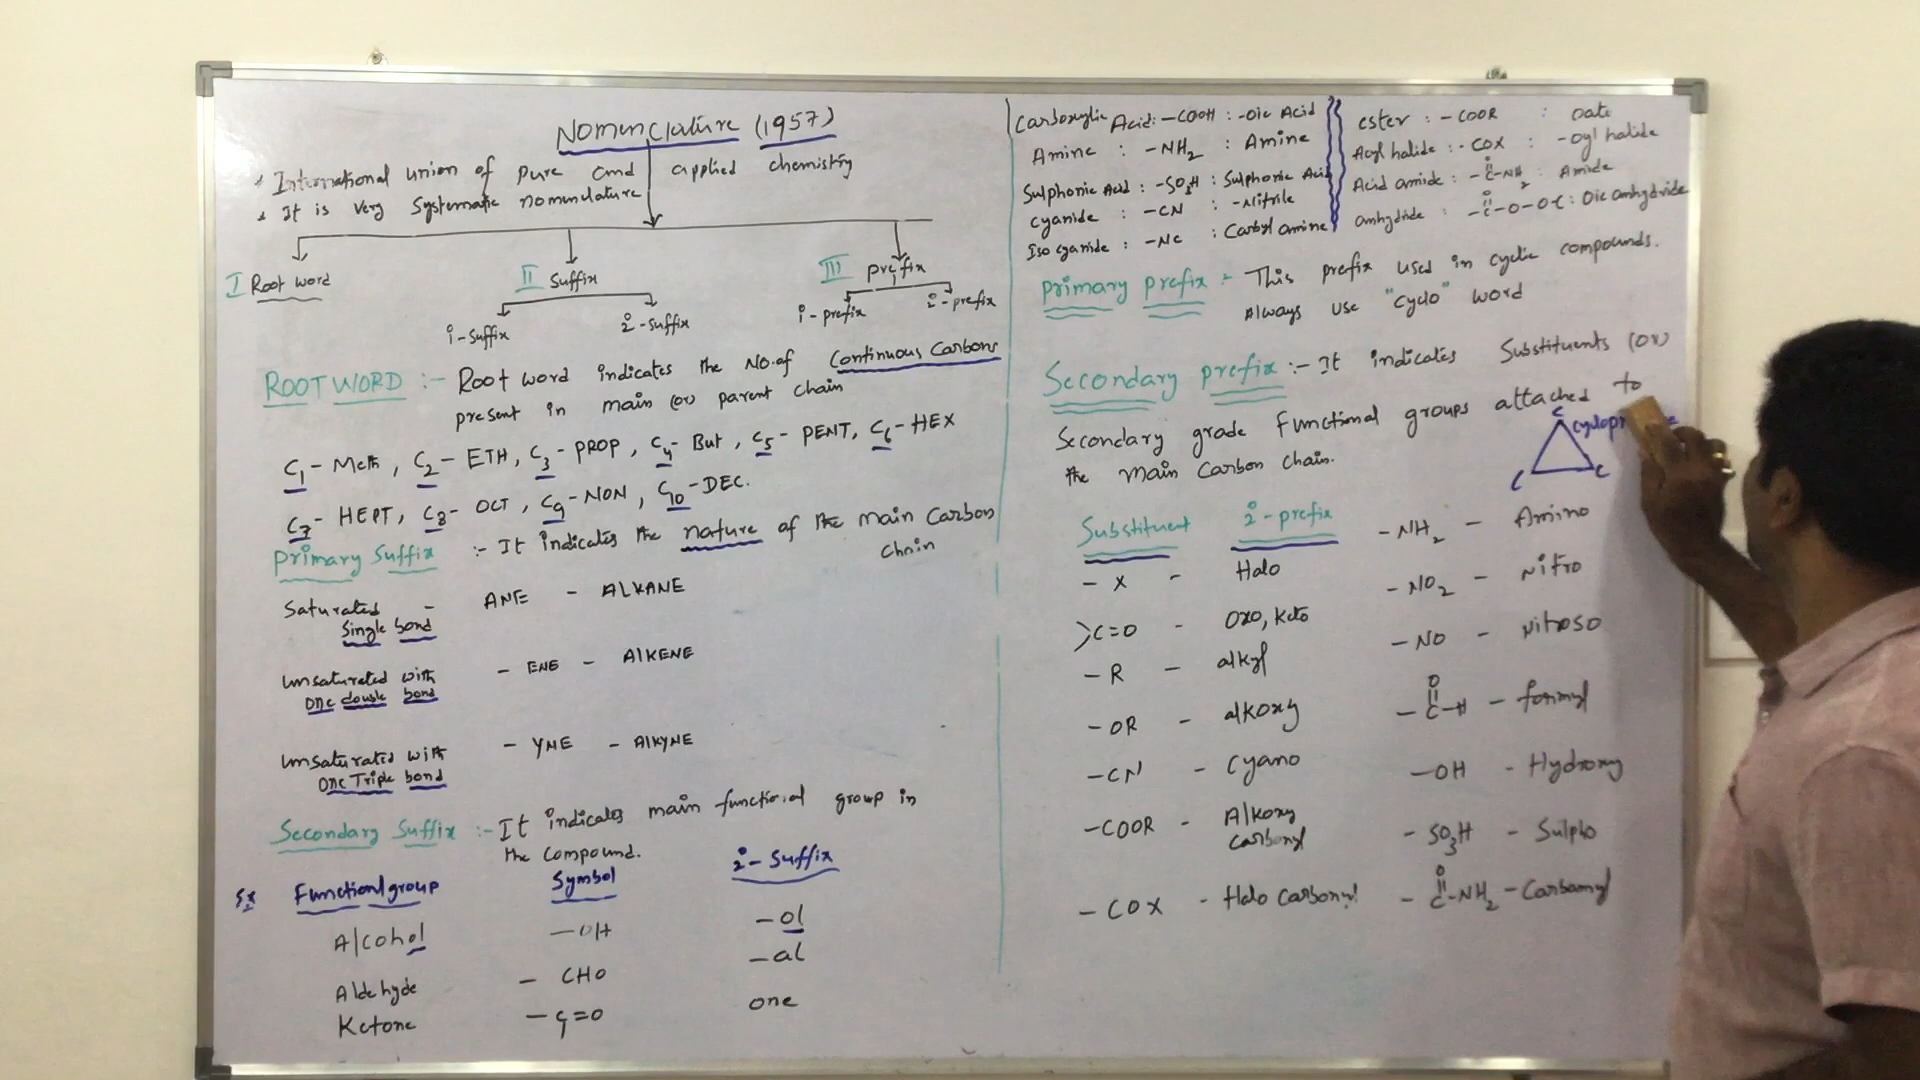 Nomenclature (1957)
* International union of pure and applied chemistry
* It is very systematic nomenclature
I Root word
II Suffix
III prefix
1°-suffix 2°-suffix
1°-prefix 2°-prefix
ROOT WORD :- Root word indicates the No. of Continuous Carbons
present in main (or) parent chain
C1 - Meth, C2 - ETH, C3 - PROP, C4 - But, C5 - PENT, C6 - HEX
C7 - HEPT, C8 - OCT, C9 - NON, C10 - DEC.
Primary Suffix :- It indicates the nature of the main Carbon
chain
Saturated - ANE - ALKANE
Single bond
Unsaturated with - ENE - AlKENE
one double bond
Unsaturated with - YNE - AlKYNE
one Triple bond
Secondary Suffix :- It indicates main functional group in
the compound.
Ex Functional group Symbol 2°- Suffix
Alcohol -OH -ol
Aldehyde - CHO -al
Ketone - C=O one
Carboxylic Acid: -COOH : -Oic Acid
Amine : -NH2 : Amine
Sulphonic Acid : -SO3H : Sulphonic Acid
cyanide : -CN : -Nitrile
Iso cyanide : -NC : Carbyl amine
ester : - COOR : Oate
Acyl halide : - COX : -oyl halide
O
Acid amide : -C-NH2 : Amide
O
anhydride : -C-O-O-C : Oic anhydride
Primary prefix :- This prefix used in cyclic compounds.
Always use "cyclo" word
Secondary prefix :- It indicates Substituents (or)
Secondary grade Functional groups attached to
the main Carbon chain.
C
C C
Substituent 2°-prefix
- X - Halo
>C=O - Oxo, keto
- R - alkyl
- OR - alkoxy
-CN - Cyano
-COOR - Alkoxy
carbonyl
- COX - Halo Carbonyl
-NH2 - Amino
-NO2 - Nitro
-NO - Nitroso
O
-C-H - formyl
-OH - Hydroxy
- SO3H - Sulpho
O
- C-NH2 - Carbamyl